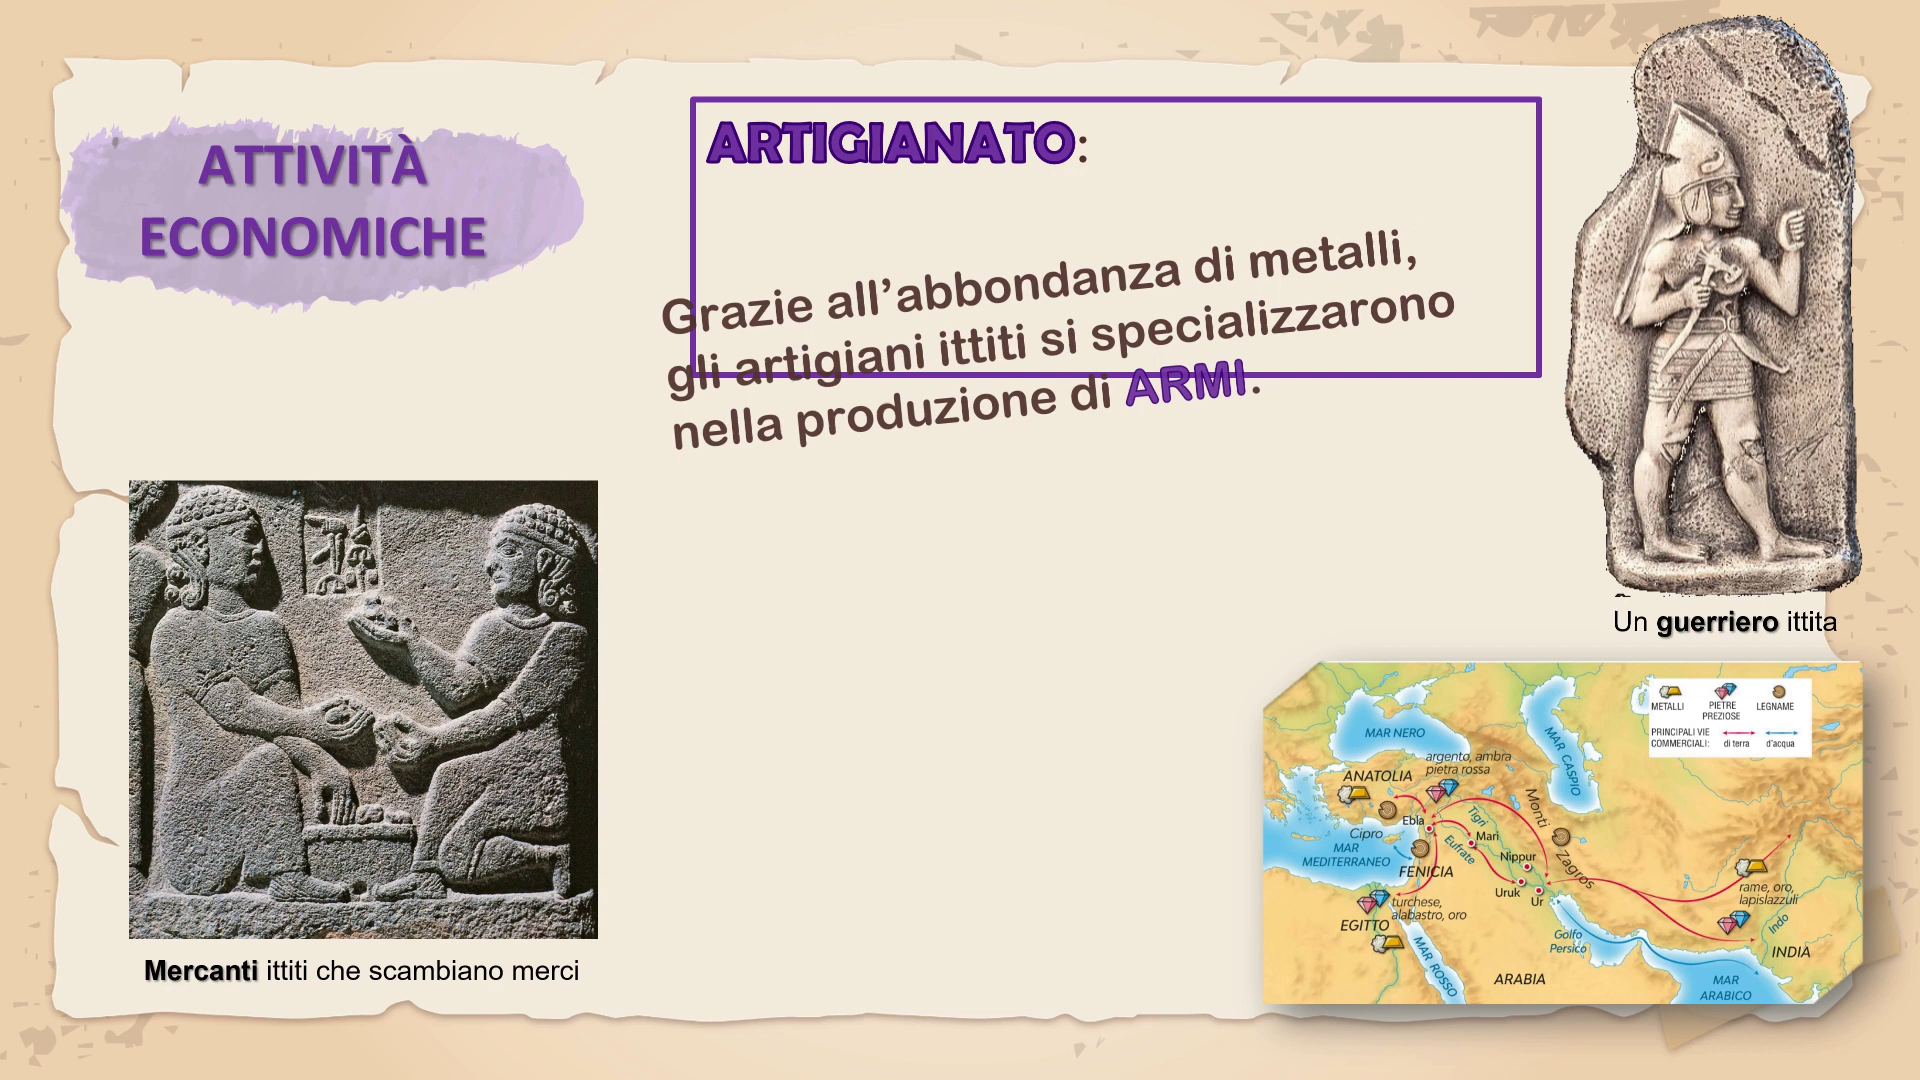 ATTIVITÀ
ECONOMICHE
ARTIGIANATO:
Grazie all’abbondanza di metalli,
gli artigiani ittiti si specializzarono
nella produzione di ARMI.
Un guerriero ittita
Mercanti ittiti che scambiano merci
METALLI
PIETRE
PREZIOSE
LEGNAME
PRINCIPALI VIE
COMMERCIALI:
di terra
d'acqua
MAR NERO
MAR CASPIO
argento, ambra
pietra rossa
ANATOLIA
Monti Zagros
Ebla
Tigri
Cipro
Mari
Eufrate
MAR
MEDITERRANEO
Nippur
FENICIA
Uruk
Ur
rame, oro,
lapislazzuli
turchese,
alabastro, oro
EGITTO
Indo
Golfo
Persico
INDIA
MAR ROSSO
ARABIA
MAR
ARABICO